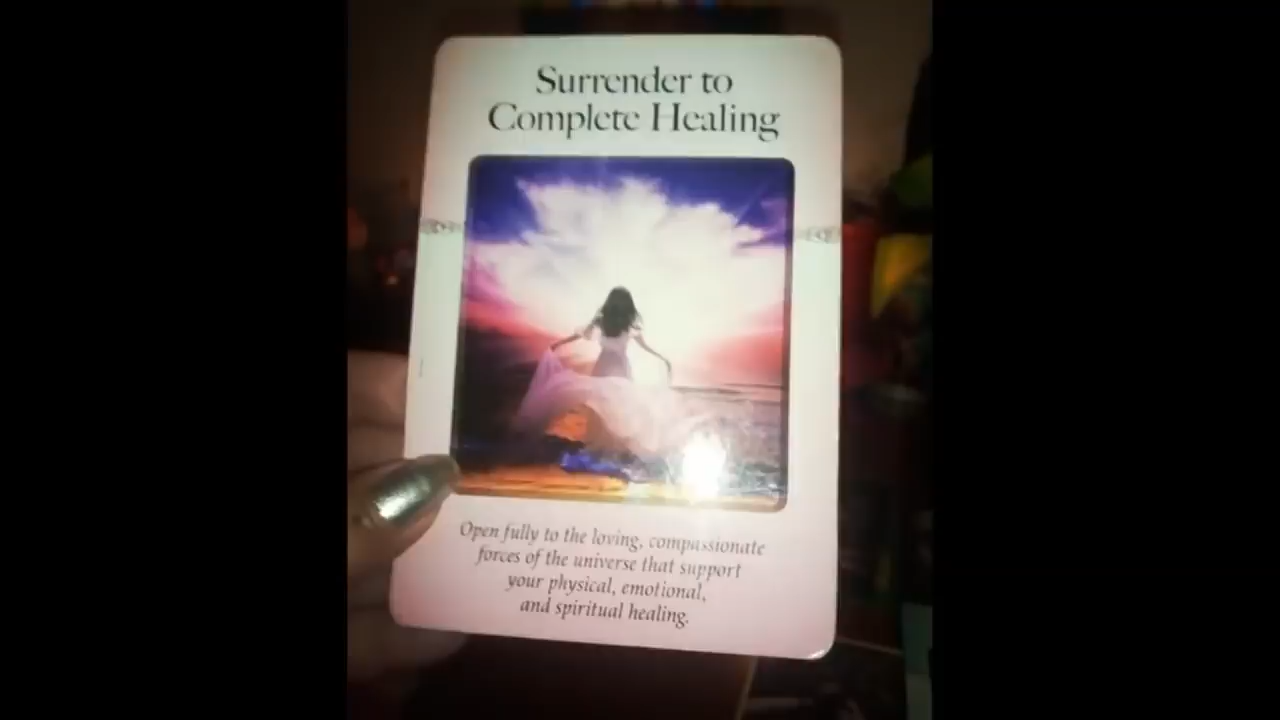 Surrender to
Complete Healing
Open fully to the loving, compassionate
forces of the universe that support
your physical, emotional,
and spiritual healing.